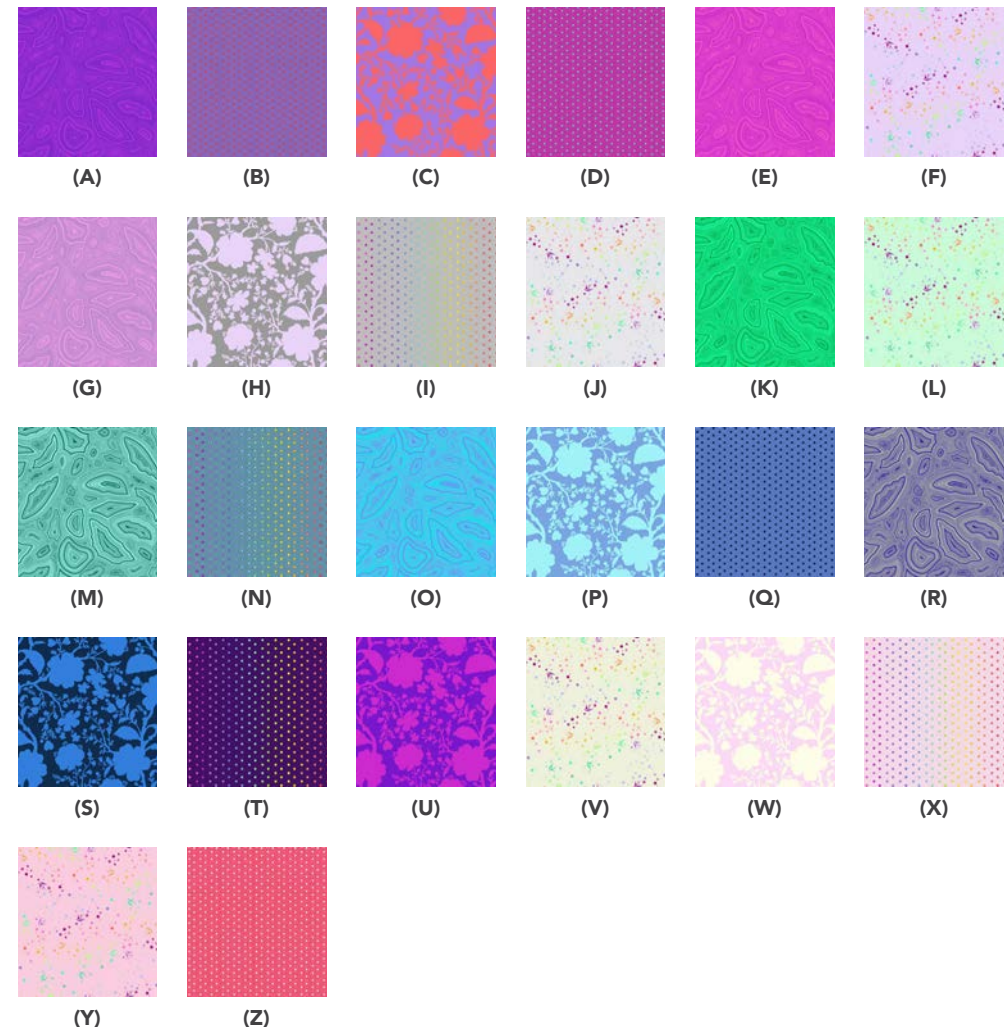 (A) (B) (C) (D) (E) (F)
(G) (H) (I) (J) (K) (L)
(M) (N) (O) (P) (Q) (R)
(S) (T) (U) (V) (W) (X)
(Y) (Z)